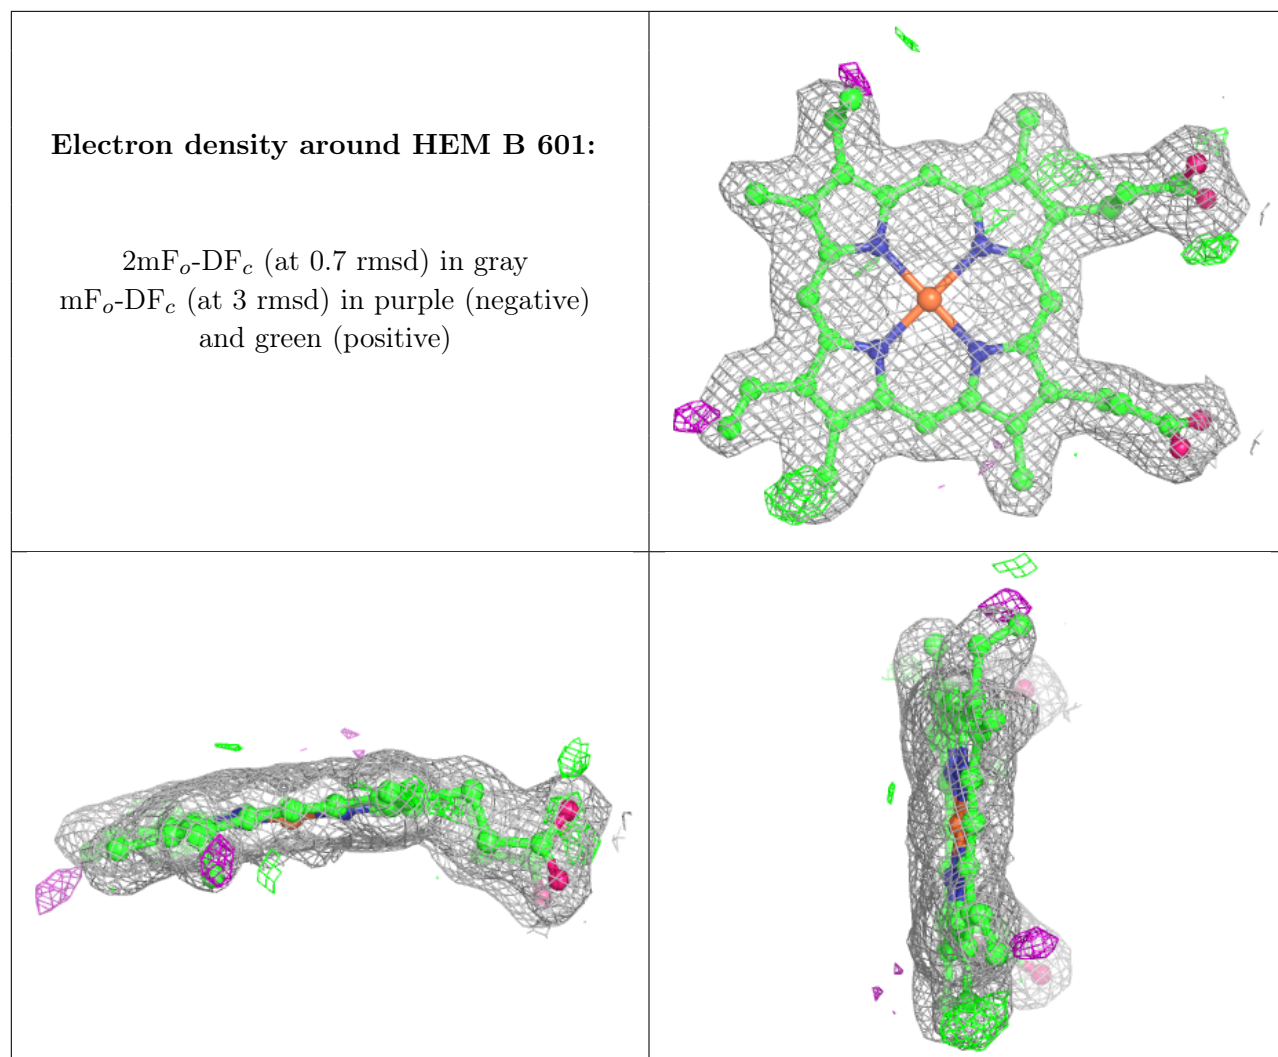 Electron density around HEM B 601:
2mFₒ-DF𝒸 (at 0.7 rmsd) in gray
mFₒ-DF𝒸 (at 3 rmsd) in purple (negative)
and green (positive)